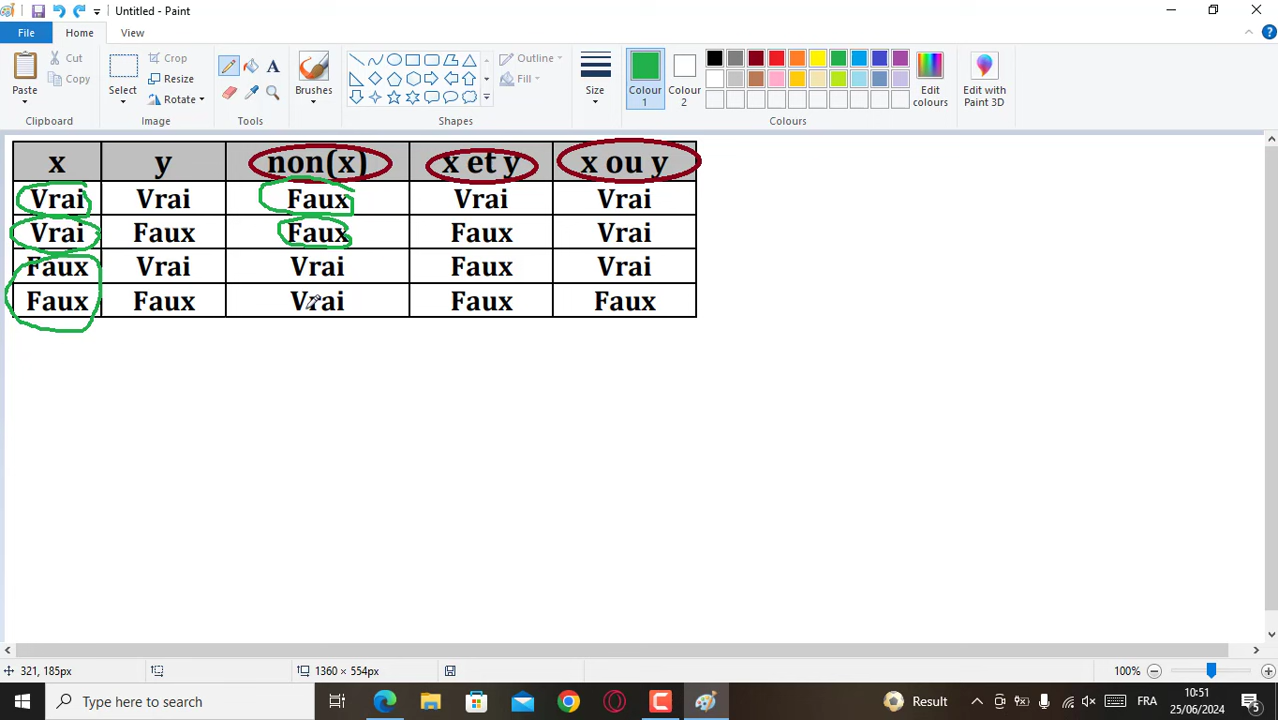 Untitled - Paint
File Home View
Paste Cut Copy Clipboard
Select Crop Resize Rotate Image
Tools
Brushes
Shapes
Outline Fill
Size
Colour 1
Colour 2
Colours
Edit colours
Edit with Paint 3D
x y non(x) x et y x ou y
Vrai Vrai Faux Vrai Vrai
Vrai Faux Faux Faux Vrai
Faux Vrai Vrai Faux Vrai
Faux Faux Vrai Faux Faux
321, 185px 1360 × 554px 100%
Type here to search Result FRA 10:51 25/06/2024 5